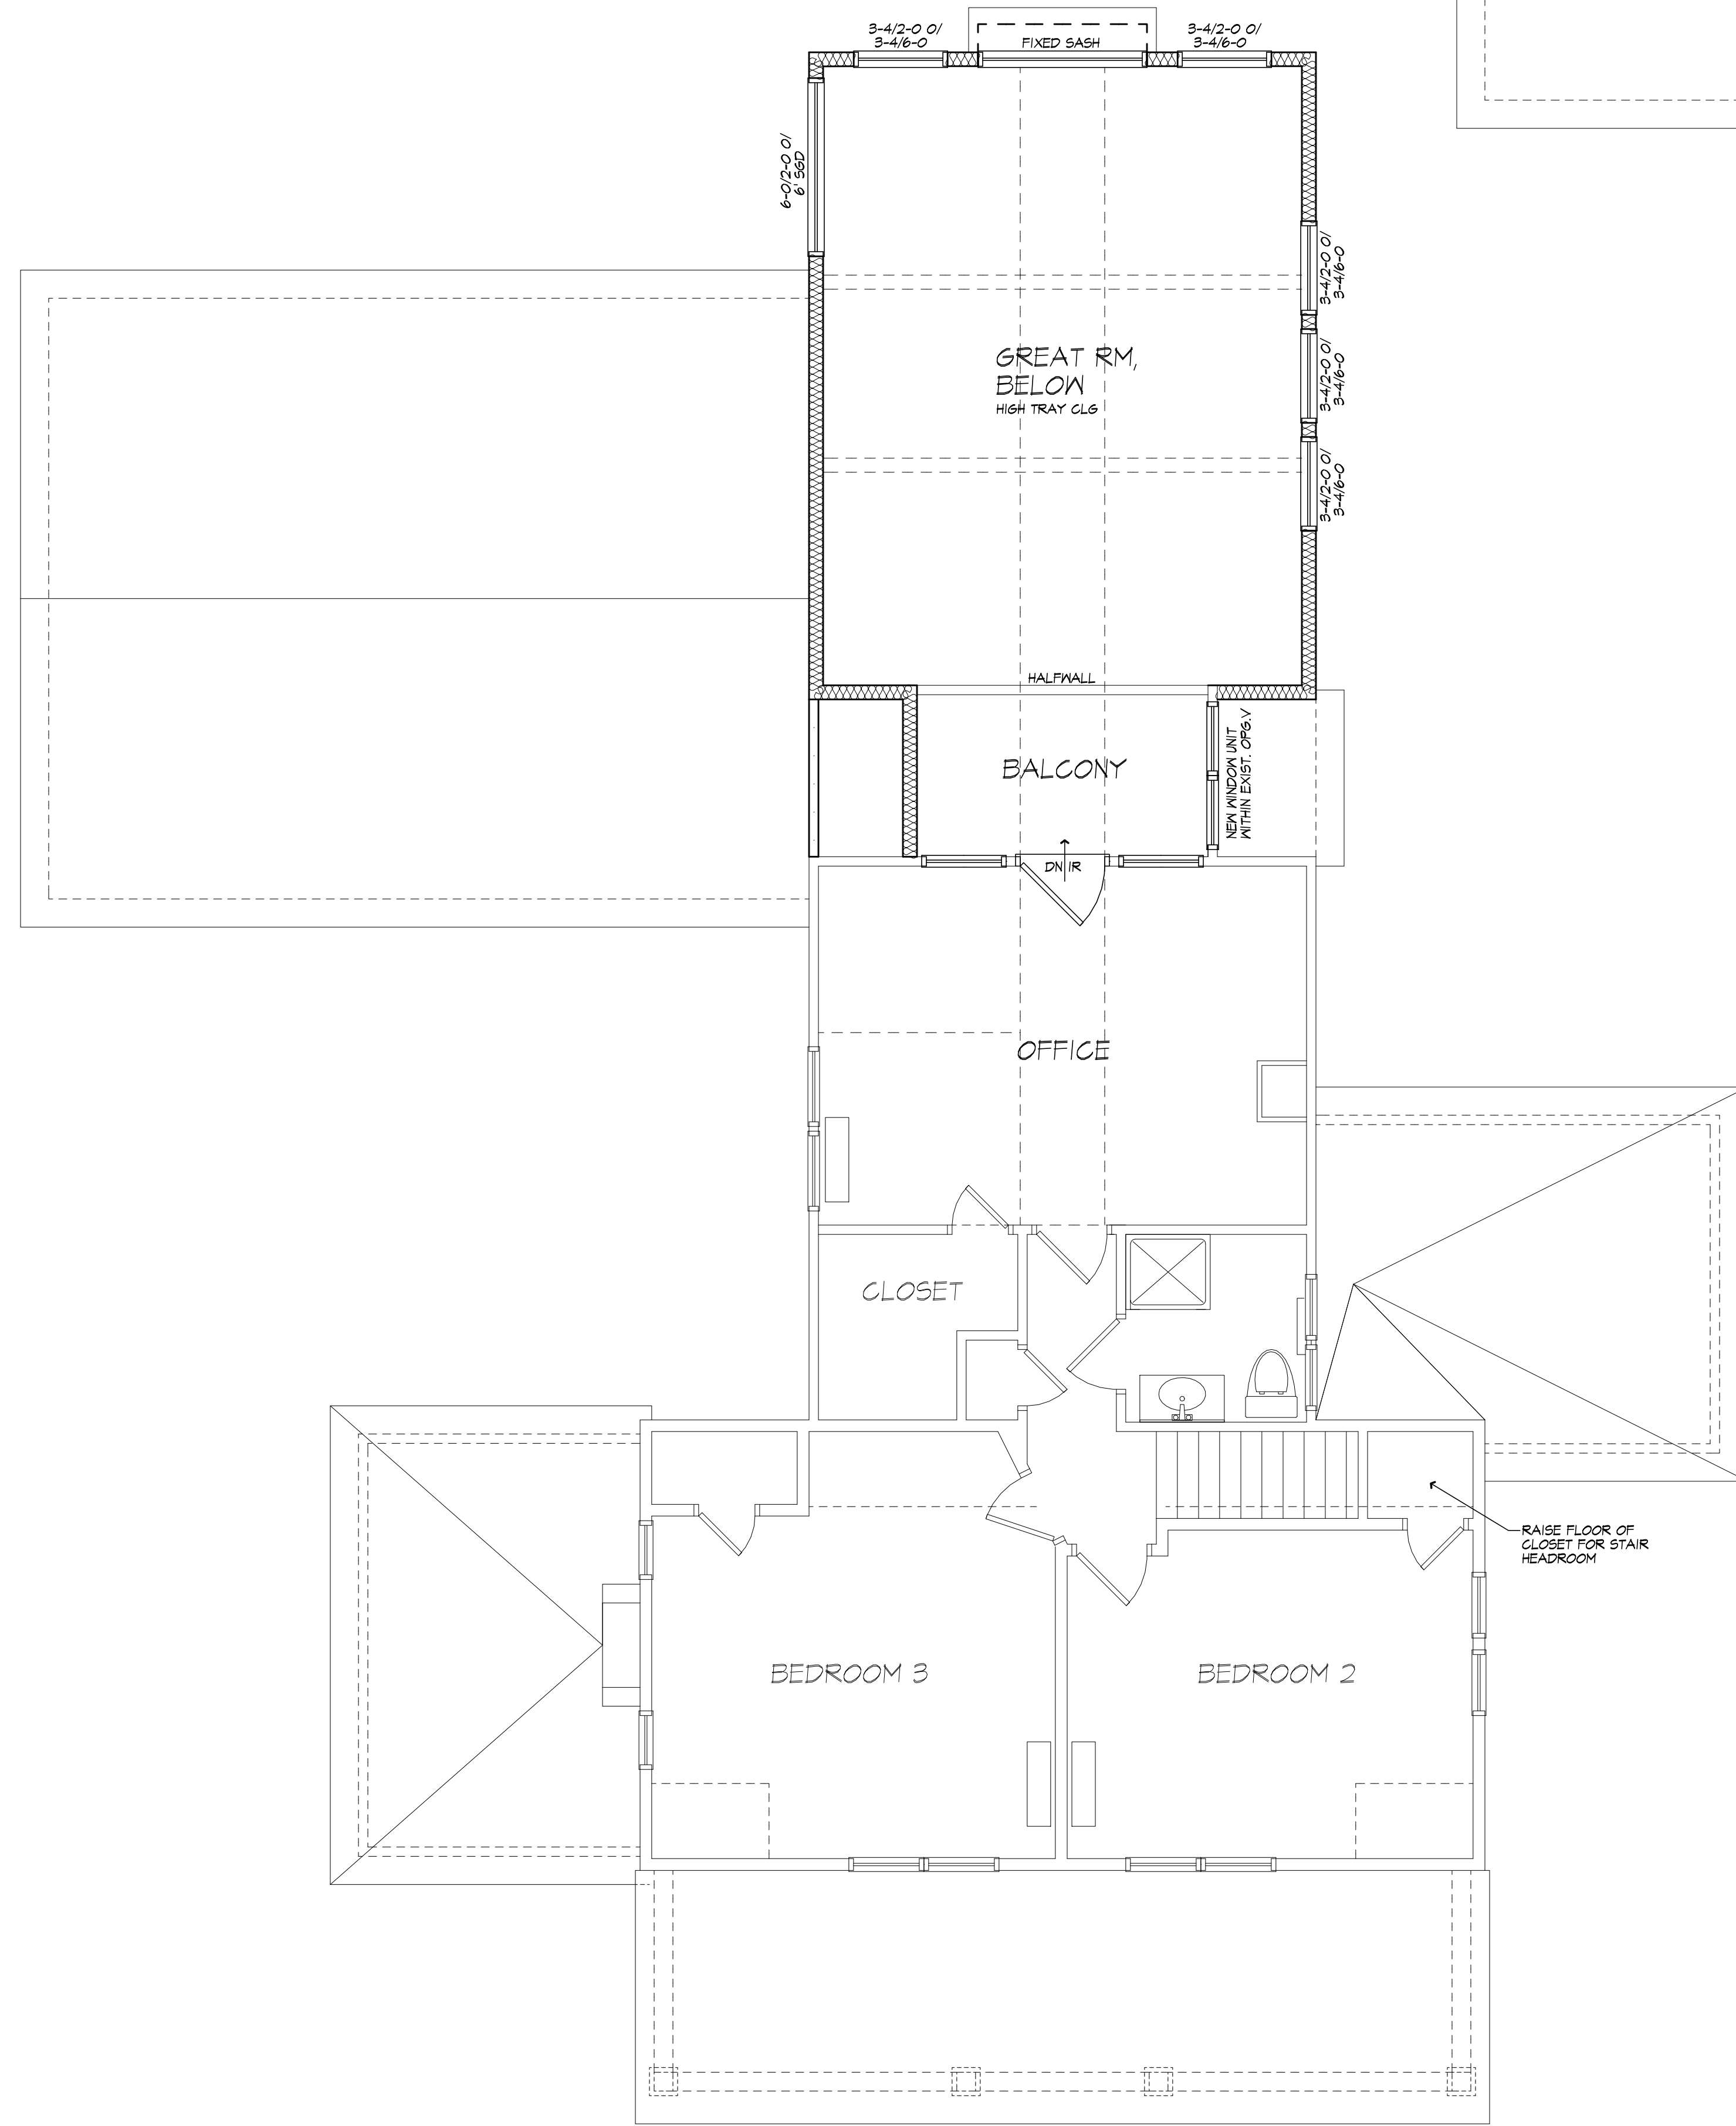 3-4/2-0 O/
3-4/6-0
FIXED SASH
3-4/2-0 O/
3-4/6-0
6-0/2-0 O/
6' SGD
3-4/2-0 O/
3-4/6-0
3-4/2-0 O/
3-4/6-0
3-4/2-0 O/
3-4/6-0
GREAT RM,
BELOW
HIGH TRAY CLG
HALFWALL
BALCONY
NEW WINDOW UNIT
WITHIN EXIST. OPG.V
DN 1R
OFFICE
CLOSET
RAISE FLOOR OF
CLOSET FOR STAIR
HEADROOM
BEDROOM 3
BEDROOM 2